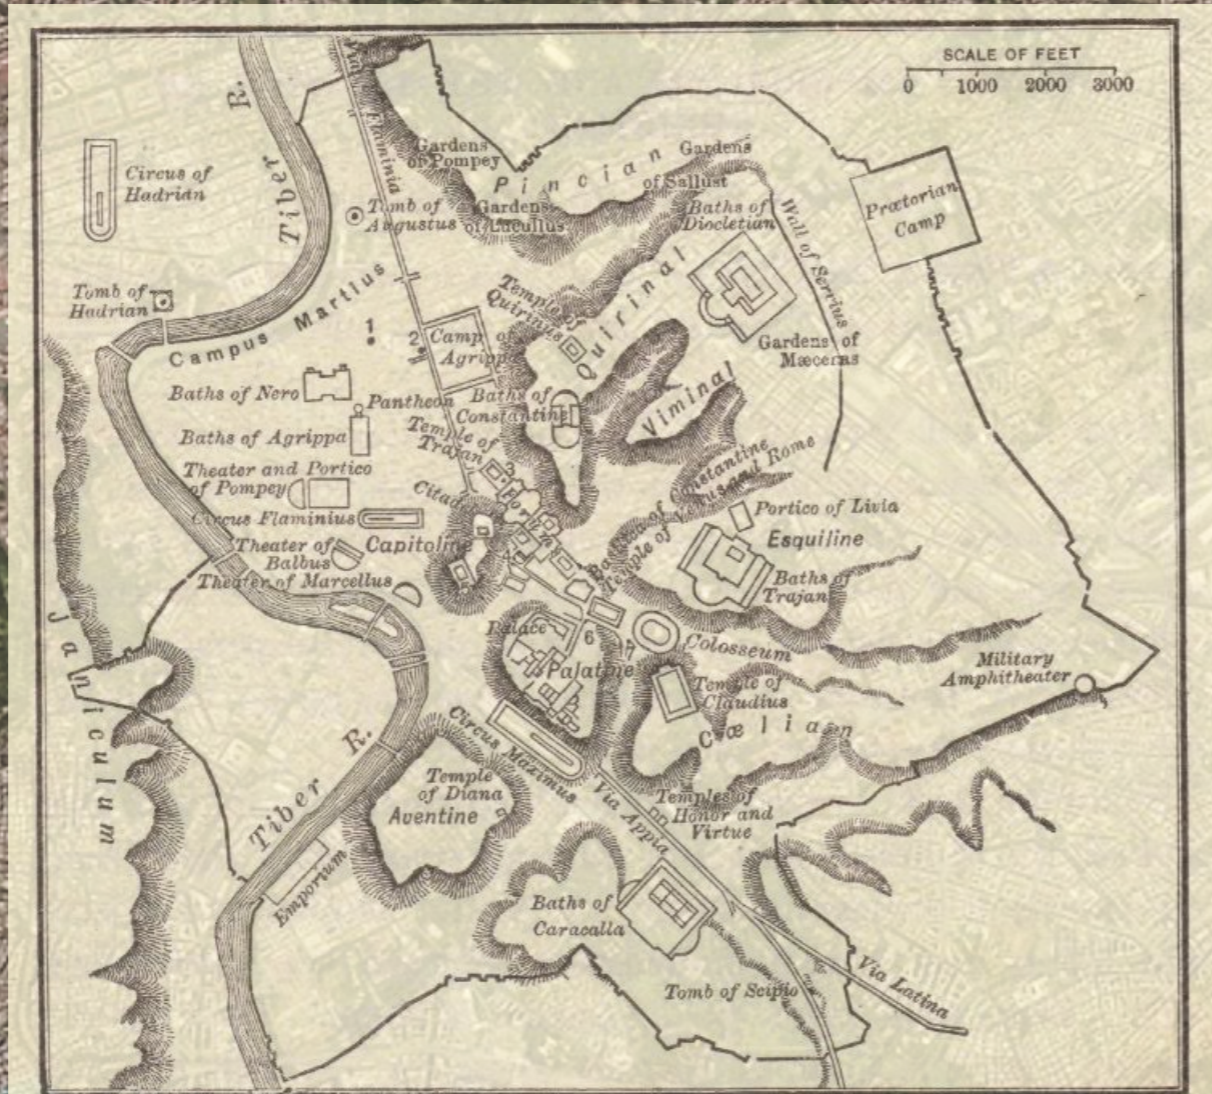 SCALE OF FEET
0 1000 2000 3000
R.
Tiber
Via
Flaminia
Circus of
Hadrian
Gardens
of Pompey
Pincian
Gardens
of Sallust
Tomb of
Augustus
Gardens
of Lucullus
Baths of
Diocletian
Wall of Servius
Prætorian
Camp
Tomb of
Hadrian
Campus Martius
1
2
Camp of
Agrippa
Temple of
Quirinus
Quirinal
Gardens of
Mæcenas
Baths of Nero
Pantheon
Baths of
Constantine
Viminal
Baths of Agrippa
Temple of
Trajan
3
Theater and Portico
of Pompey
Citadel
Fora
Basilica of Constantine
Temple of Venus and Rome
Portico of Livia
Circus Flaminius
Esquiline
Theater of
Balbus
Capitoline
4
Theater of Marcellus
Baths of
Trajan
Palace
6
7
Colosseum
Palatine
Military
Amphitheater
Temple of
Claudius
Cælian
Janiculum
Circus Maximus
Tiber R.
Temple
of Diana
Aventine
Via Appia
Temples of
Honor and
Virtue
Emporium
Baths of
Caracalla
Tomb of Scipio
Via Latina